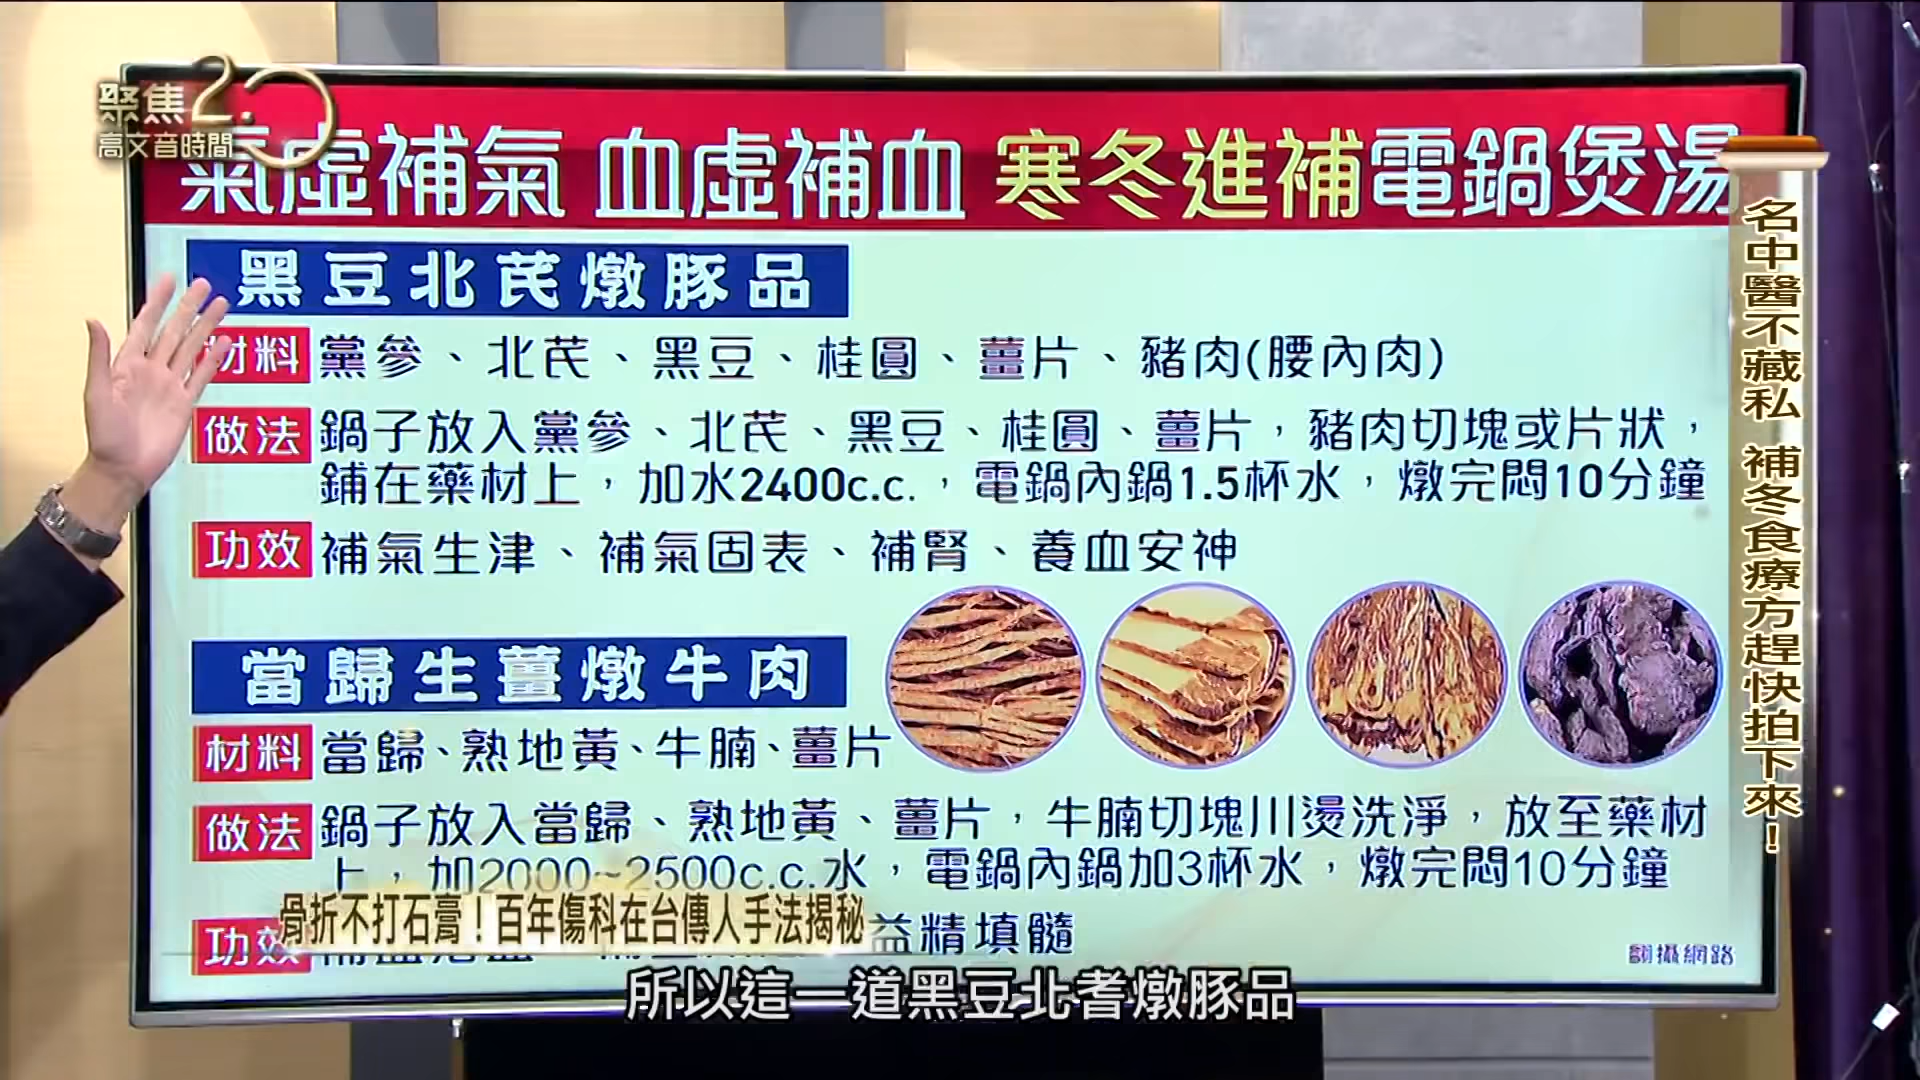 聚焦2.0
高文音時間
氣虛補氣 血虛補血 寒冬進補電鍋煲湯
黑豆北芪燉豚品
材料 黨參、北芪、黑豆、桂圓、薑片、豬肉(腰內肉)
做法 鍋子放入黨參、北芪、黑豆、桂圓、薑片，豬肉切塊或片狀，
鋪在藥材上，加水2400c.c.，電鍋內鍋1.5杯水，燉完悶10分鐘
功效 補氣生津、補氣固表、補腎、養血安神
當歸生薑燉牛肉
材料 當歸、熟地黃、牛腩、薑片
做法 鍋子放入當歸、熟地黃、薑片，牛腩切塊川燙洗淨，放至藥材
上，加2000~2500c.c.水，電鍋內鍋加3杯水，燉完悶10分鐘
功效
益精填髓
翻攝網路
名中醫不藏私 補冬食療方趕快拍下來！
骨折不打石膏！百年傷科在台傳人手法揭秘
所以這一道黑豆北耆燉豚品